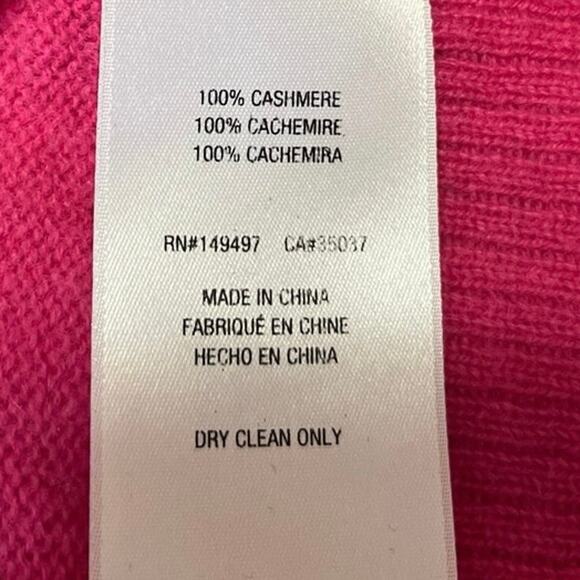 100% CASHMERE
100% CACHEMIRE
100% CACHEMIRA
RN#149497 CA#35037
MADE IN CHINA
FABRIQUÉ EN CHINE
HECHO EN CHINA
DRY CLEAN ONLY